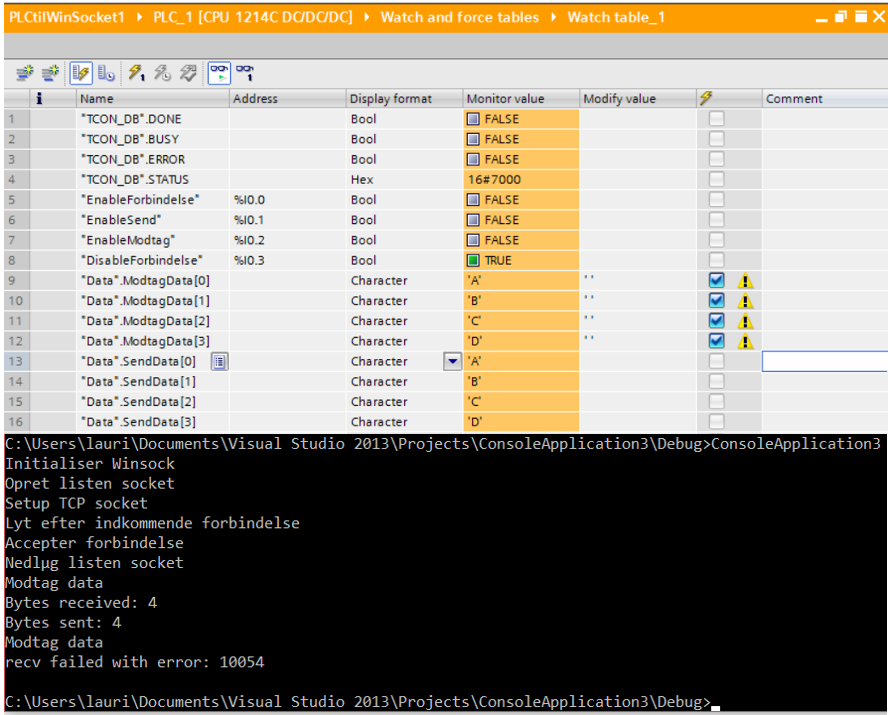 PLCtilWinSocket1 ▸ PLC_1 [CPU 1214C DC/DC/DC] ▸ Watch and force tables ▸ Watch table_1
i Name Address Display format Monitor value Modify value Comment
1 "TCON_DB".DONE Bool FALSE
2 "TCON_DB".BUSY Bool FALSE
3 "TCON_DB".ERROR Bool FALSE
4 "TCON_DB".STATUS Hex 16#7000
5 "EnableForbindelse" %I0.0 Bool FALSE
6 "EnableSend" %I0.1 Bool FALSE
7 "EnableModtag" %I0.2 Bool FALSE
8 "DisableForbindelse" %I0.3 Bool TRUE
9 "Data".ModtagData[0] Character 'A' ' '
10 "Data".ModtagData[1] Character 'B' ' '
11 "Data".ModtagData[2] Character 'C' ' '
12 "Data".ModtagData[3] Character 'D' ' '
13 "Data".SendData[0] Character 'A'
14 "Data".SendData[1] Character 'B'
15 "Data".SendData[2] Character 'C'
16 "Data".SendData[3] Character 'D'
C:\Users\lauri\Documents\Visual Studio 2013\Projects\ConsoleApplication3\Debug>ConsoleApplication3
Initialiser Winsock
Opret listen socket
Setup TCP socket
Lyt efter indkommende forbindelse
Accepter forbindelse
Nedlµg listen socket
Modtag data
Bytes received: 4
Bytes sent: 4
Modtag data
recv failed with error: 10054
C:\Users\lauri\Documents\Visual Studio 2013\Projects\ConsoleApplication3\Debug>